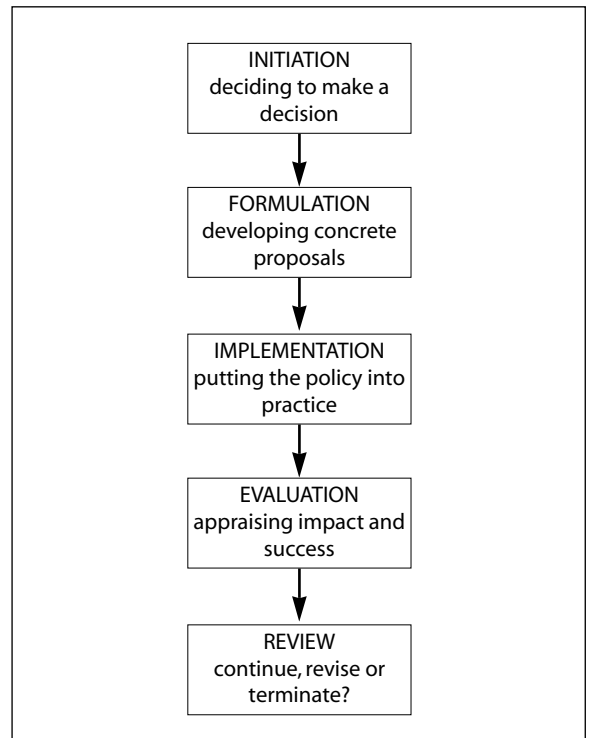 INITIATION
deciding to make a
decision
FORMULATION
developing concrete
proposals
IMPLEMENTATION
putting the policy into
practice
EVALUATION
appraising impact and
success
REVIEW
continue, revise or
terminate?